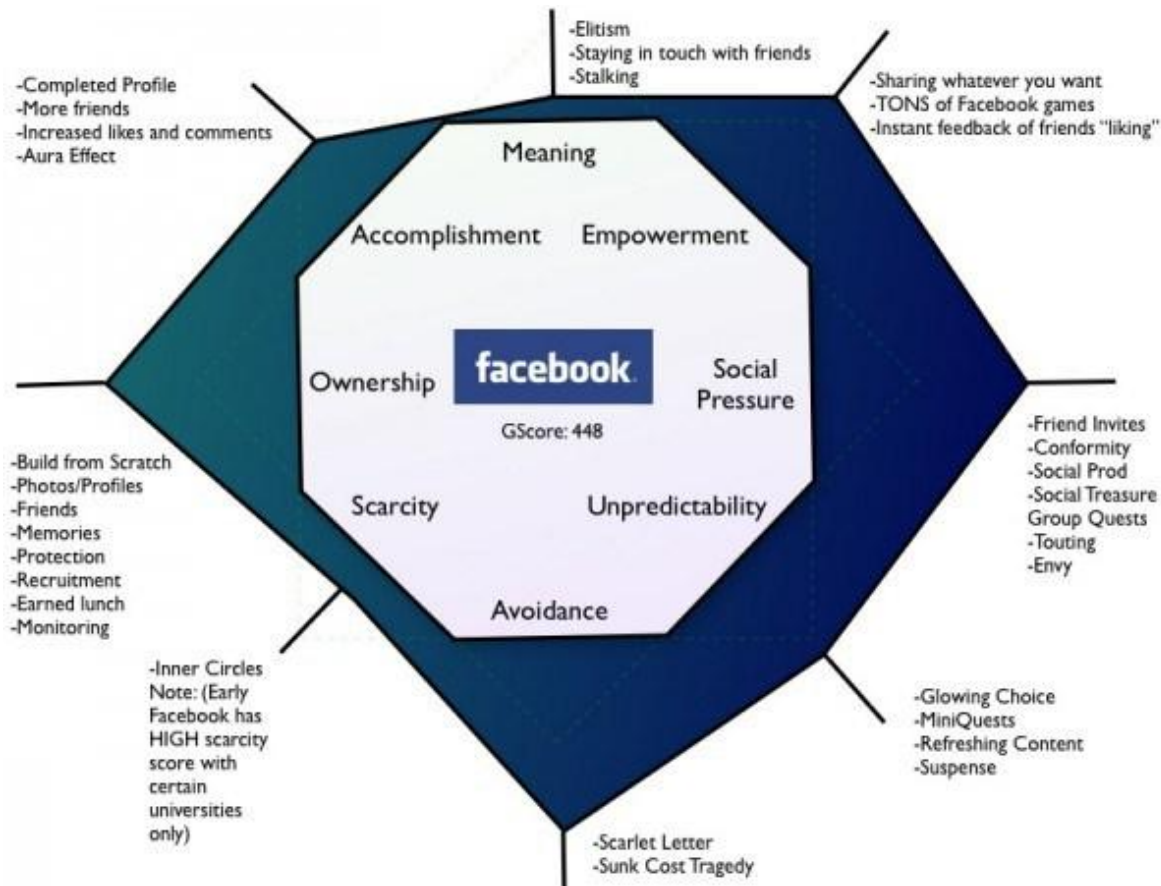 -Elitism
-Staying in touch with friends
-Stalking
-Completed Profile
-More friends
-Increased likes and comments
-Aura Effect
-Sharing whatever you want
-TONS of Facebook games
-Instant feedback of friends "liking"
Meaning
Accomplishment
Empowerment
Ownership
facebook.
GScore: 448
Social
Pressure
Scarcity
Unpredictability
Avoidance
-Build from Scratch
-Photos/Profiles
-Friends
-Memories
-Protection
-Recruitment
-Earned lunch
-Monitoring
-Friend Invites
-Conformity
-Social Prod
-Social Treasure
Group Quests
-Touting
-Envy
-Inner Circles
Note: (Early
Facebook has
HIGH scarcity
score with
certain
universities
only)
-Glowing Choice
-MiniQuests
-Refreshing Content
-Suspense
-Scarlet Letter
-Sunk Cost Tragedy